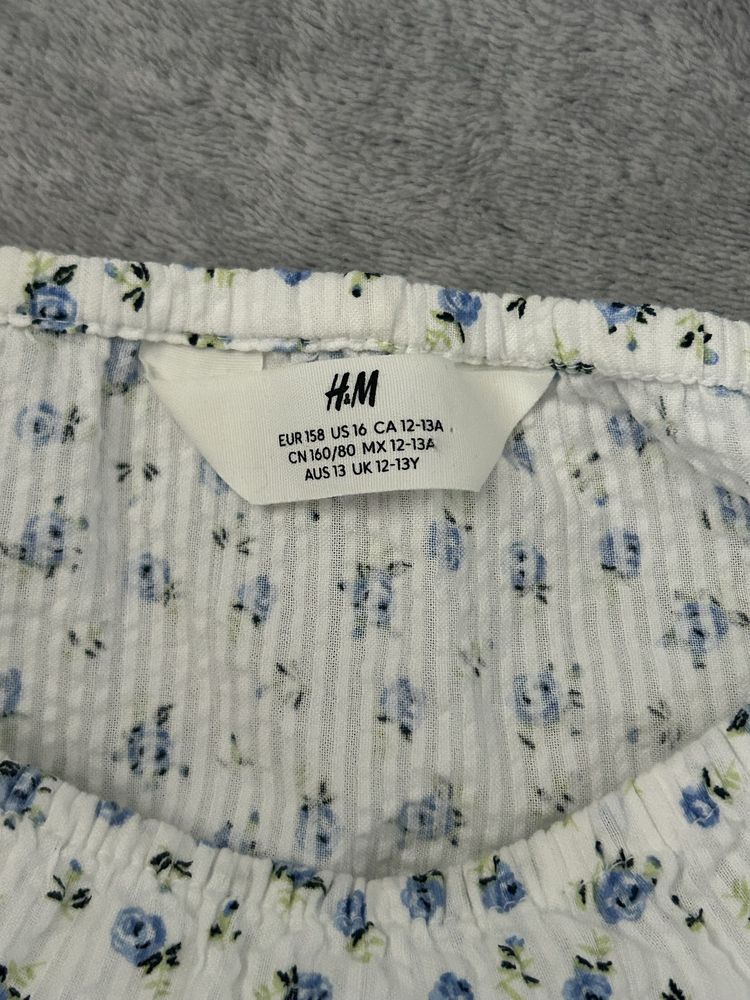 H&M
EUR 158 US 16 CA 12-13A
CN 160/80 MX 12-13A
AUS 13 UK 12-13Y